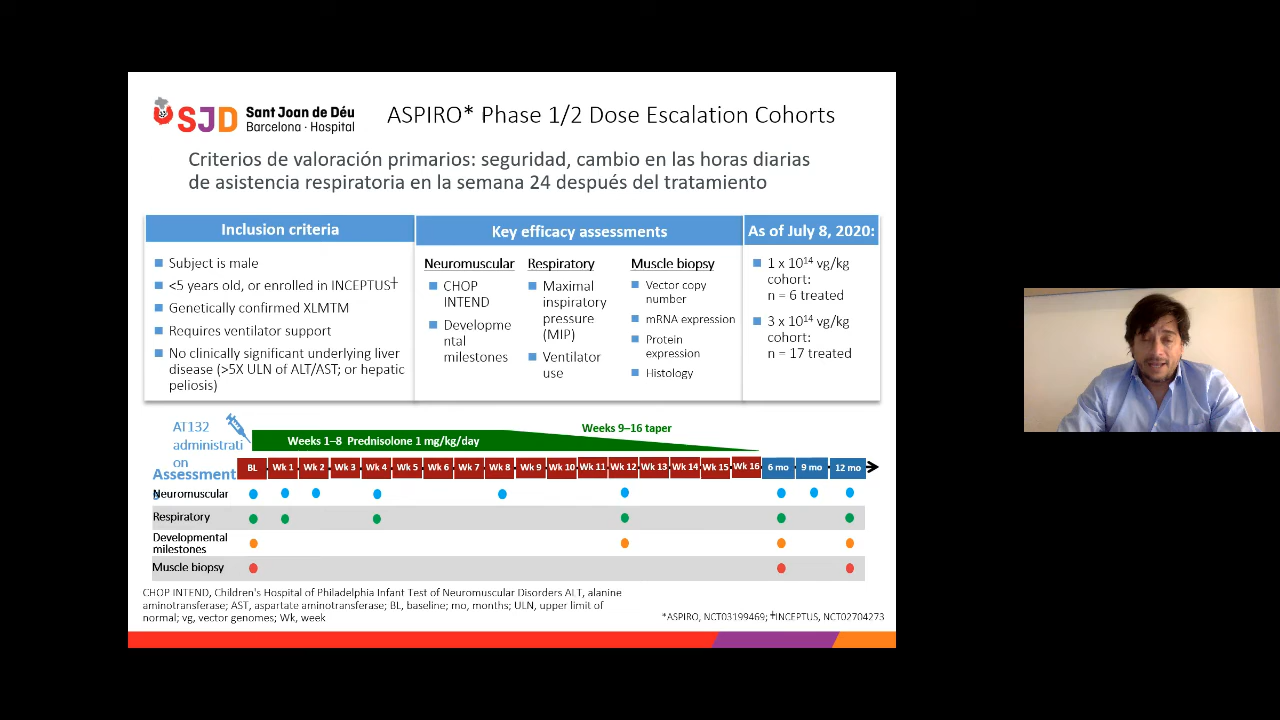 SJD Sant Joan de Déu
Barcelona · Hospital
ASPIRO* Phase 1/2 Dose Escalation Cohorts
Criterios de valoración primarios: seguridad, cambio en las horas diarias
de asistencia respiratoria en la semana 24 después del tratamiento
Inclusion criteria
Subject is male
<5 years old, or enrolled in INCEPTUS†
Genetically confirmed XLMTM
Requires ventilator support
No clinically significant underlying liver
disease (>5X ULN of ALT/AST; or hepatic
peliosis)
Key efficacy assessments
Neuromuscular
CHOP
INTEND
Developme
ntal
milestones
Respiratory
Maximal
inspiratory
pressure
(MIP)
Ventilator
use
Muscle biopsy
Vector copy
number
mRNA expression
Protein
expression
Histology
As of July 8, 2020:
1 x 10¹⁴ vg/kg
cohort:
n = 6 treated
3 x 10¹⁴ vg/kg
cohort:
n = 17 treated
AT132
administrati
on
Weeks 1–8 Prednisolone 1 mg/kg/day
Weeks 9–16 taper
Assessment
BL Wk 1 Wk 2 Wk 3 Wk 4 Wk 5 Wk 6 Wk 7 Wk 8 Wk 9 Wk 10 Wk 11 Wk 12 Wk 13 Wk 14 Wk 15 Wk 16 6 mo 9 mo 12 mo
Neuromuscular
Respiratory
Developmental
milestones
Muscle biopsy
CHOP INTEND, Children's Hospital of Philadelphia Infant Test of Neuromuscular Disorders ALT, alanine
aminotransferase; AST, aspartate aminotransferase; BL, baseline; mo, months; ULN, upper limit of
normal; vg, vector genomes; Wk, week
*ASPIRO, NCT03199469; †INCEPTUS, NCT02704273